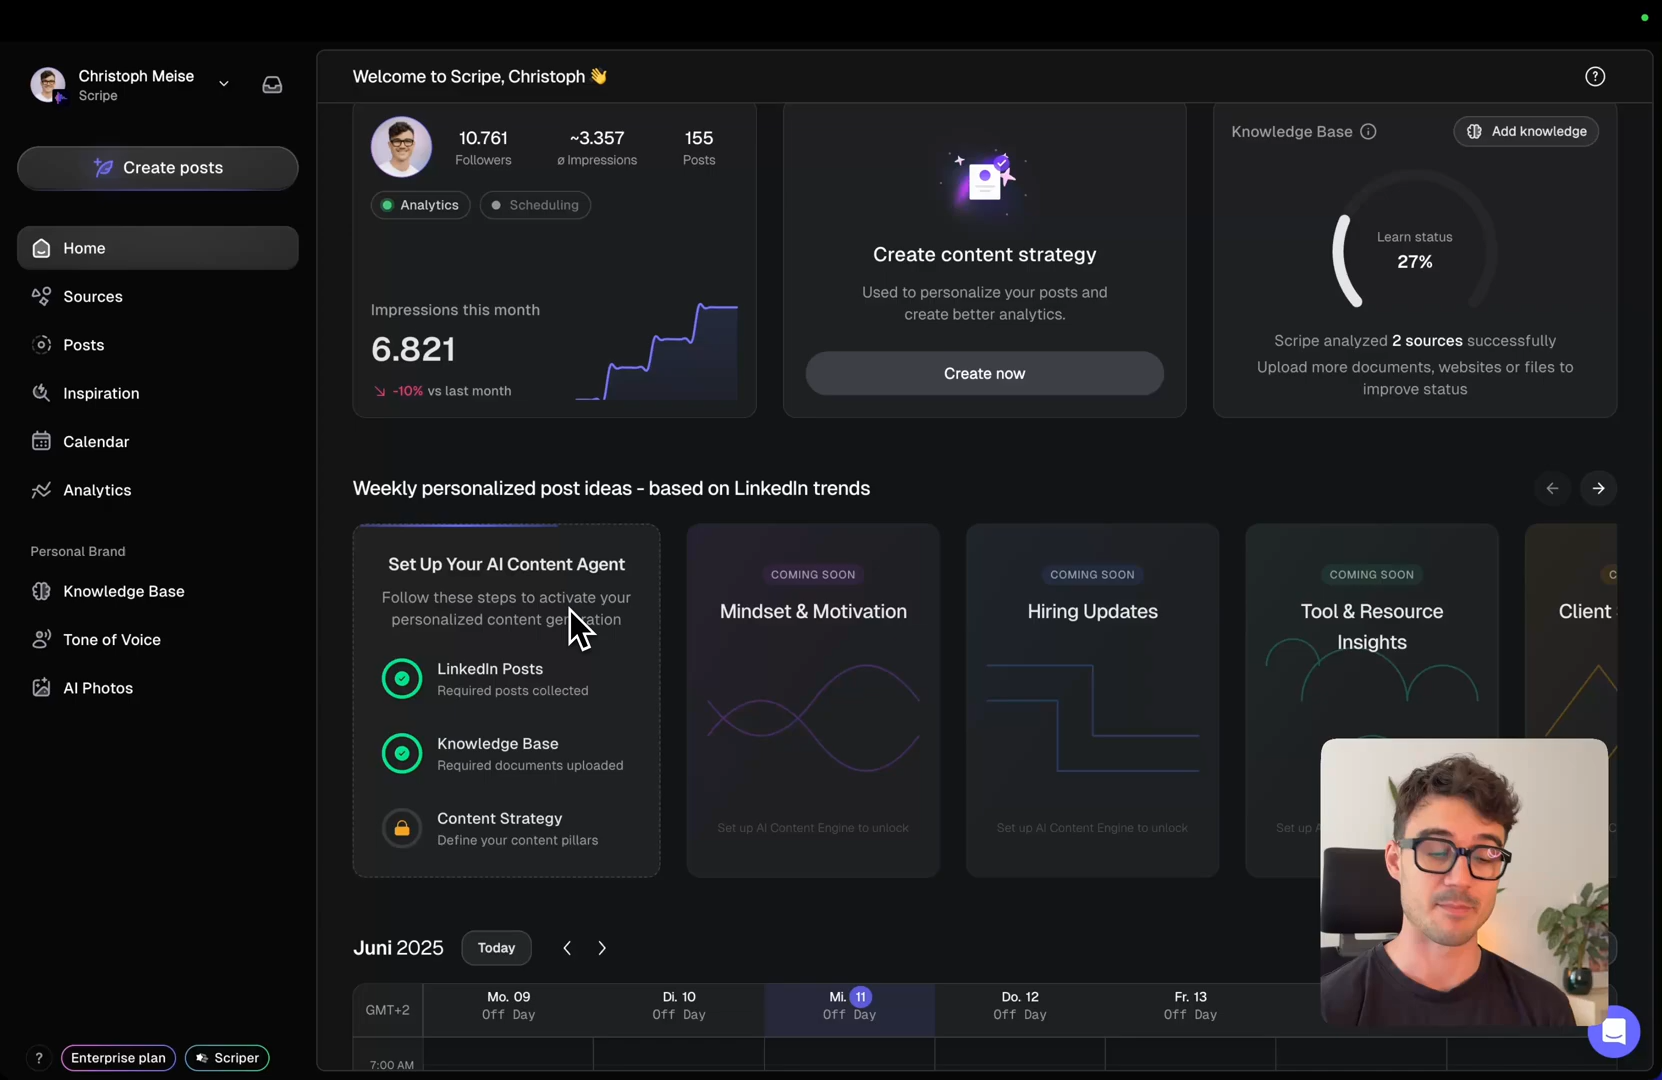 Christoph Meise
Scripe
Create posts
Home
Sources
Posts
Inspiration
Calendar
Analytics
Personal Brand
Knowledge Base
Tone of Voice
AI Photos
?
Enterprise plan
Scriper
Welcome to Scripe, Christoph 👋
?
10.761
Followers
~3.357
ø Impressions
155
Posts
Analytics
Scheduling
Impressions this month
6.821
-10% vs last month
Create content strategy
Used to personalize your posts and
create better analytics.
Create now
Knowledge Base
Add knowledge
Learn status
27%
Scripe analyzed 2 sources successfully
Upload more documents, websites or files to
improve status
Weekly personalized post ideas - based on LinkedIn trends
Set Up Your AI Content Agent
Follow these steps to activate your
personalized content generation
LinkedIn Posts
Required posts collected
Knowledge Base
Required documents uploaded
Content Strategy
Define your content pillars
COMING SOON
Mindset & Motivation
Set up AI Content Engine to unlock
COMING SOON
Hiring Updates
Set up AI Content Engine to unlock
COMING SOON
Tool & Resource
Insights
Set up A
C
Client
Juni 2025
Today
GMT+2
Mo. 09
Off Day
Di. 10
Off Day
Mi. 11
Off Day
Do. 12
Off Day
Fr. 13
Off Day
7:00 AM